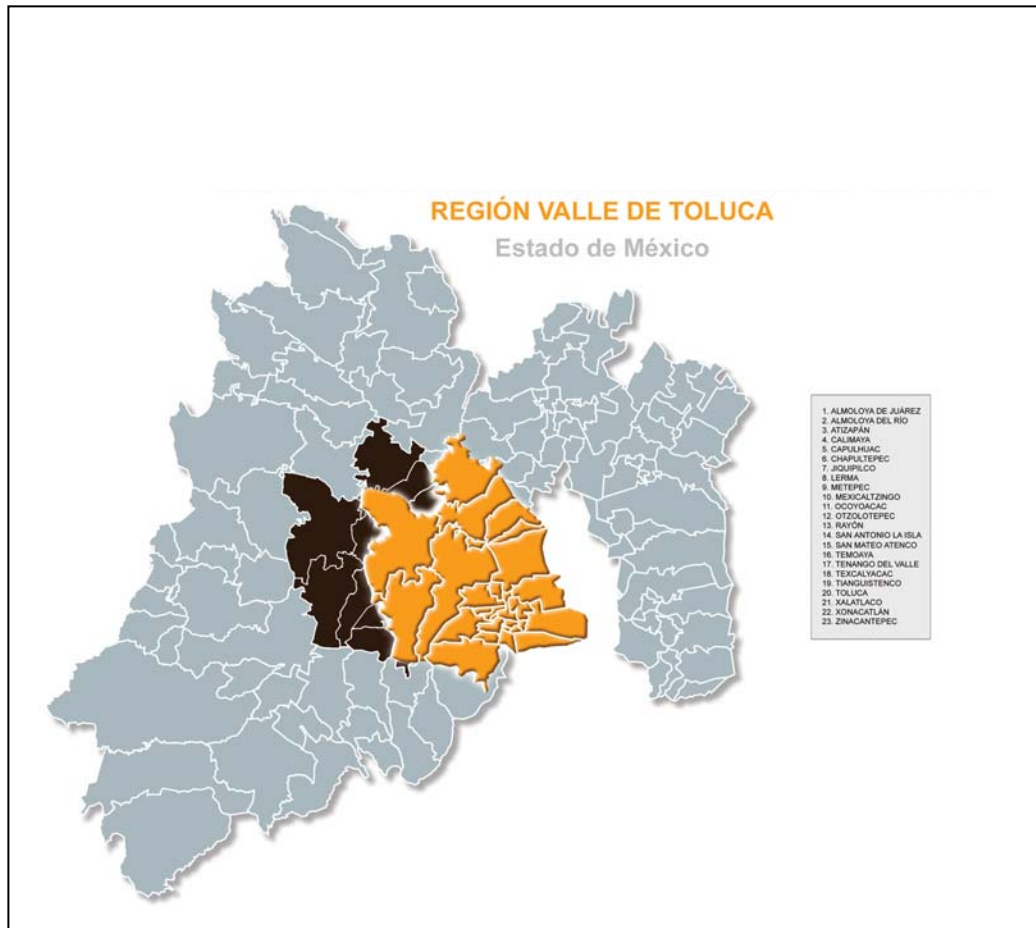 REGIÓN VALLE DE TOLUCA
Estado de México
1. ALMOLOYA DE JUÁREZ
2. ALMOLOYA DEL RÍO
3. ATIZAPÁN
4. CALIMAYA
5. CAPULHUAC
6. CHAPULTEPEC
7. JIQUIPILCO
8. LERMA
9. METEPEC
10. MEXICALTZINGO
11. OCOYOACAC
12. OTZOLOTEPEC
13. RAYÓN
14. SAN ANTONIO LA ISLA
15. SAN MATEO ATENCO
16. TEMOAYA
17. TENANGO DEL VALLE
18. TEXCALYACAC
19. TIANGUISTENCO
20. TOLUCA
21. XALATLACO
22. XONACATLÁN
23. ZINACANTEPEC